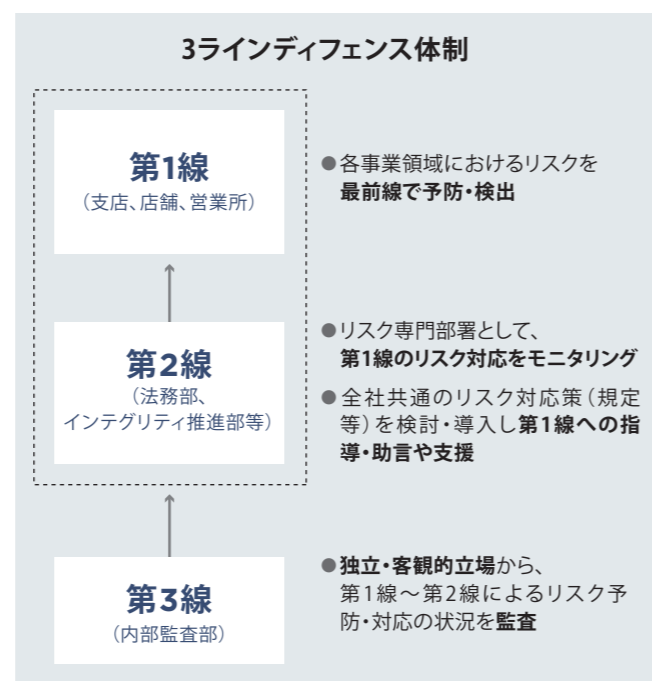 3ラインディフェンス体制
第1線
（支店、店舗、営業所）
●各事業領域におけるリスクを
最前線で予防・検出
第2線
（法務部、
インテグリティ推進部等）
●リスク専門部署として、
第1線のリスク対応をモニタリング
●全社共通のリスク対応策（規定
等）を検討・導入し第1線への指
導・助言や支援
第3線
（内部監査部）
●独立・客観的立場から、
第1線～第2線によるリスク予
防・対応の状況を監査